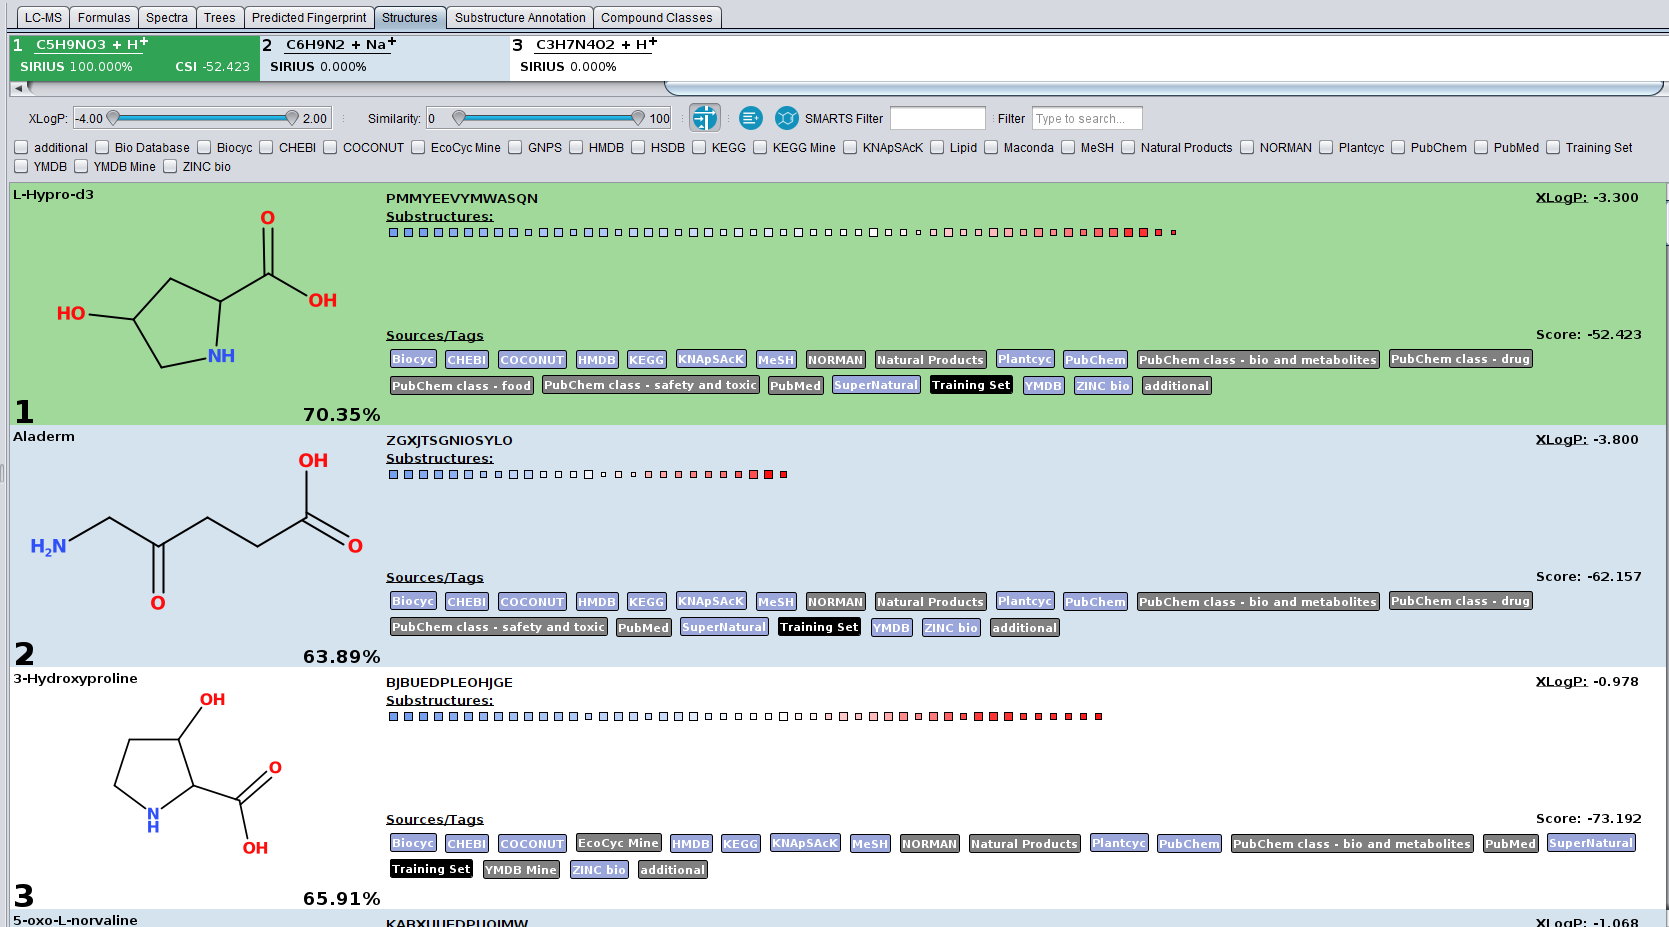 LC-MS Formulas Spectra Trees Predicted Fingerprint Structures Substructure Annotation Compound Classes
1 C5H9NO3 + H+ 2 C6H9N2 + Na+ 3 C3H7N4O2 + H+
SIRIUS 100.000% CSI -52.423 SIRIUS 0.000% SIRIUS 0.000%
XLogP: -4.00 2.00 Similarity: 0 100 SMARTS Filter Filter Type to search...
additional Bio Database Biocyc CHEBI COCONUT EcoCyc Mine GNPS HMDB HSDB KEGG KEGG Mine KNApSAcK Lipid Maconda MeSH Natural Products NORMAN Plantcyc PubChem PubMed Training Set
YMDB YMDB Mine ZINC bio
L-Hypro-d3 PMMYEEVYMWASQN XLogP: -3.300
Substructures:
O
OH
HO
NH
Sources/Tags Score: -52.423
Biocyc CHEBI COCONUT HMDB KEGG KNApSAcK MeSH NORMAN Natural Products Plantcyc PubChem PubChem class - bio and metabolites PubChem class - drug
PubChem class - food PubChem class - safety and toxic PubMed SuperNatural Training Set YMDB ZINC bio additional
1 70.35%
Aladerm ZGXJTSGNIOSYLO XLogP: -3.800
Substructures:
OH
H2N O
O
Sources/Tags Score: -62.157
Biocyc CHEBI COCONUT HMDB KEGG KNApSAcK MeSH NORMAN Natural Products Plantcyc PubChem PubChem class - bio and metabolites PubChem class - drug
PubChem class - safety and toxic PubMed SuperNatural Training Set YMDB ZINC bio additional
2 63.89%
3-Hydroxyproline BJBUEDPLEOHJGE XLogP: -0.978
Substructures:
OH
O
N
H
OH
Sources/Tags Score: -73.192
Biocyc CHEBI COCONUT EcoCyc Mine HMDB KEGG KNApSAcK MeSH NORMAN Natural Products Plantcyc PubChem PubChem class - bio and metabolites PubMed SuperNatural
Training Set YMDB Mine ZINC bio additional
3 65.91%
5-oxo-L-norvaline KABXUUFDPUOJMW XLogP: -1.068